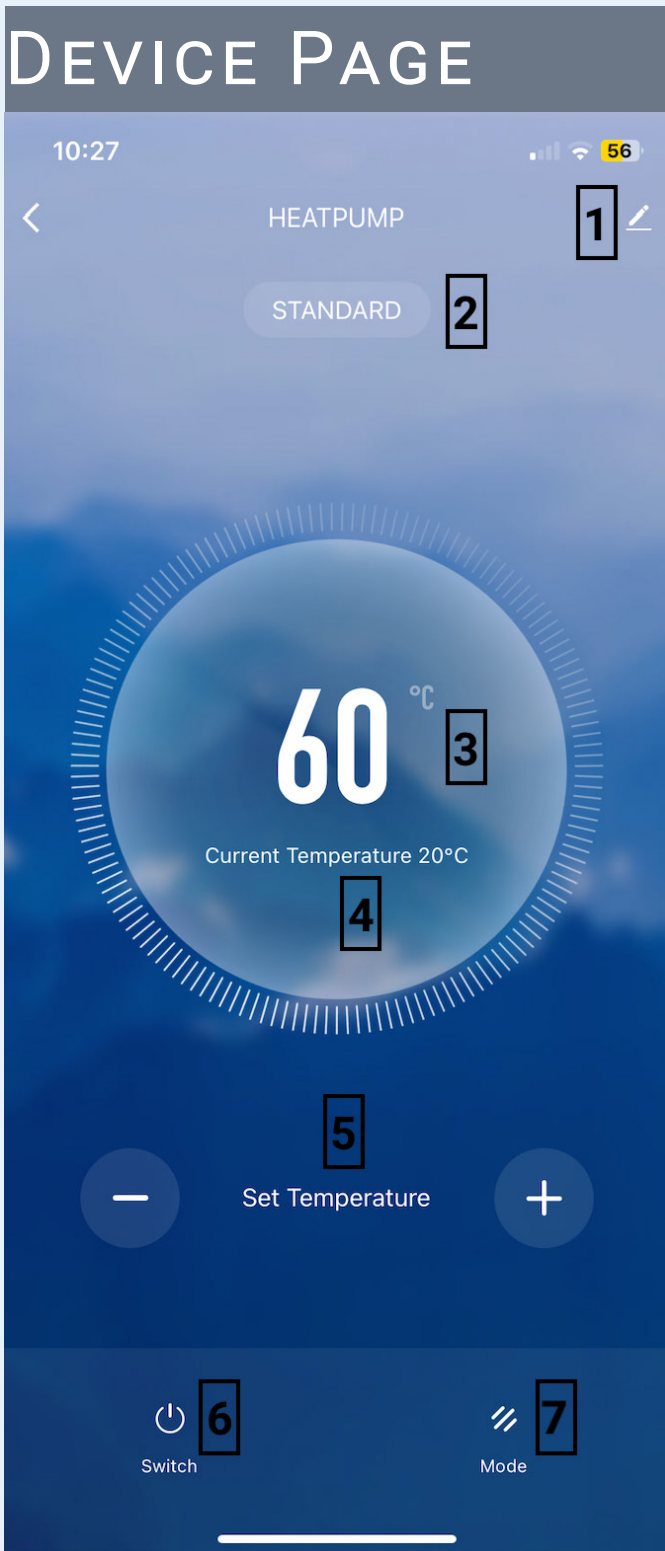 DEVICE PAGE
10:27 56
HEATPUMP 1
STANDARD 2
60 °C
3
Current Temperature 20°C
4
5
Set Temperature
6 7
Switch Mode